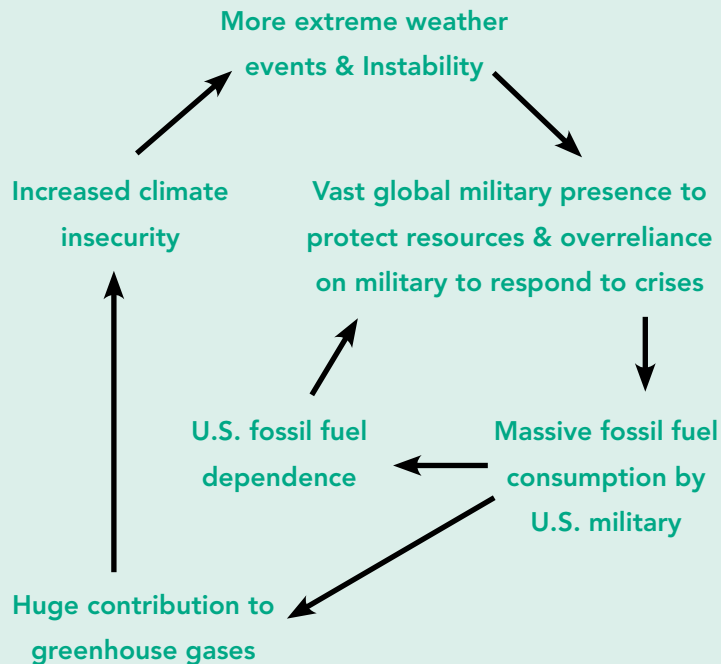 More extreme weather
events & Instability
Increased climate
insecurity
Vast global military presence to
protect resources & overreliance
on military to respond to crises
U.S. fossil fuel
dependence
Massive fossil fuel
consumption by
U.S. military
Huge contribution to
greenhouse gases